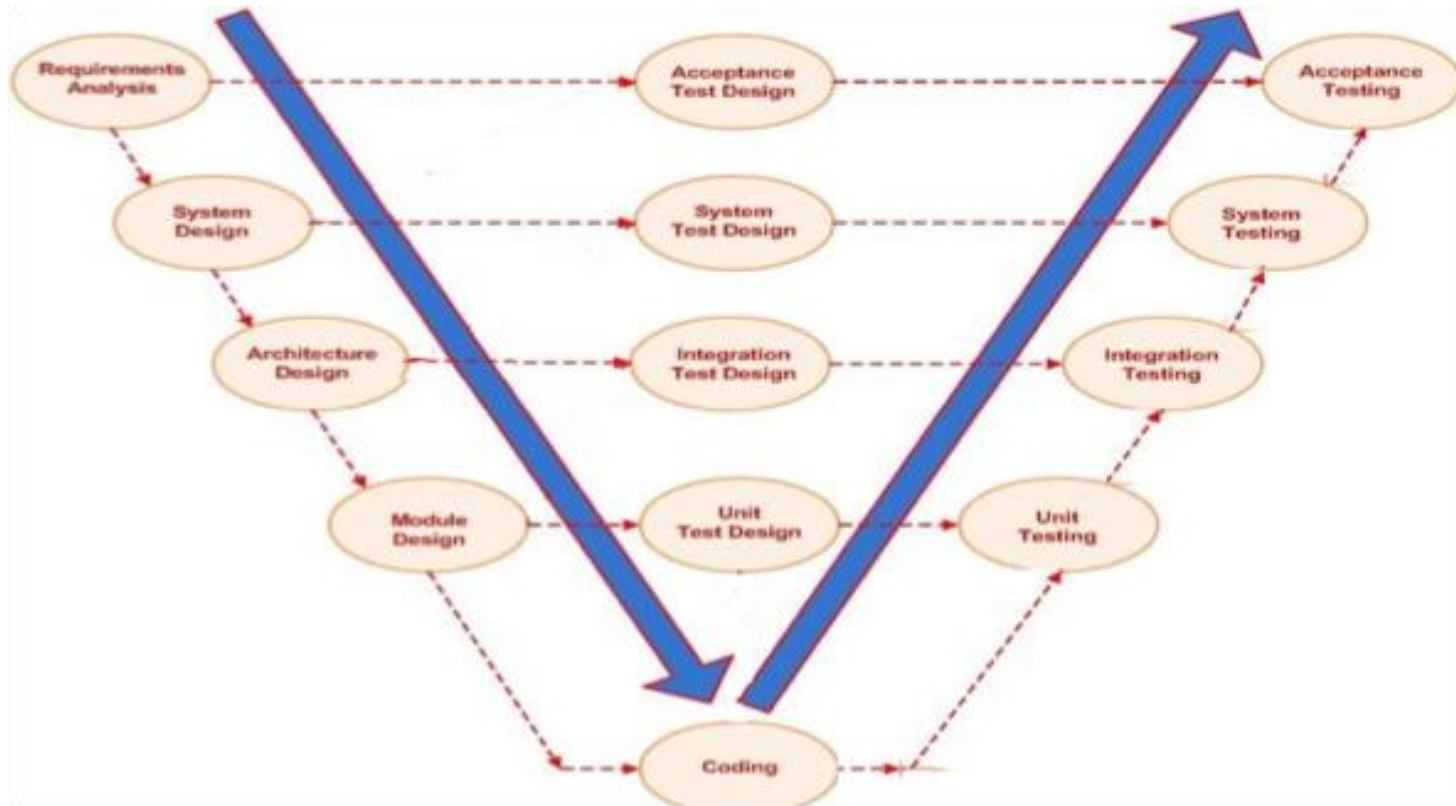 Requirements
Analysis
Acceptance
Test Design
Acceptance
Testing
System
Design
System
Test Design
System
Testing
Architecture
Design
Integration
Test Design
Integration
Testing
Module
Design
Unit
Test Design
Unit
Testing
Coding